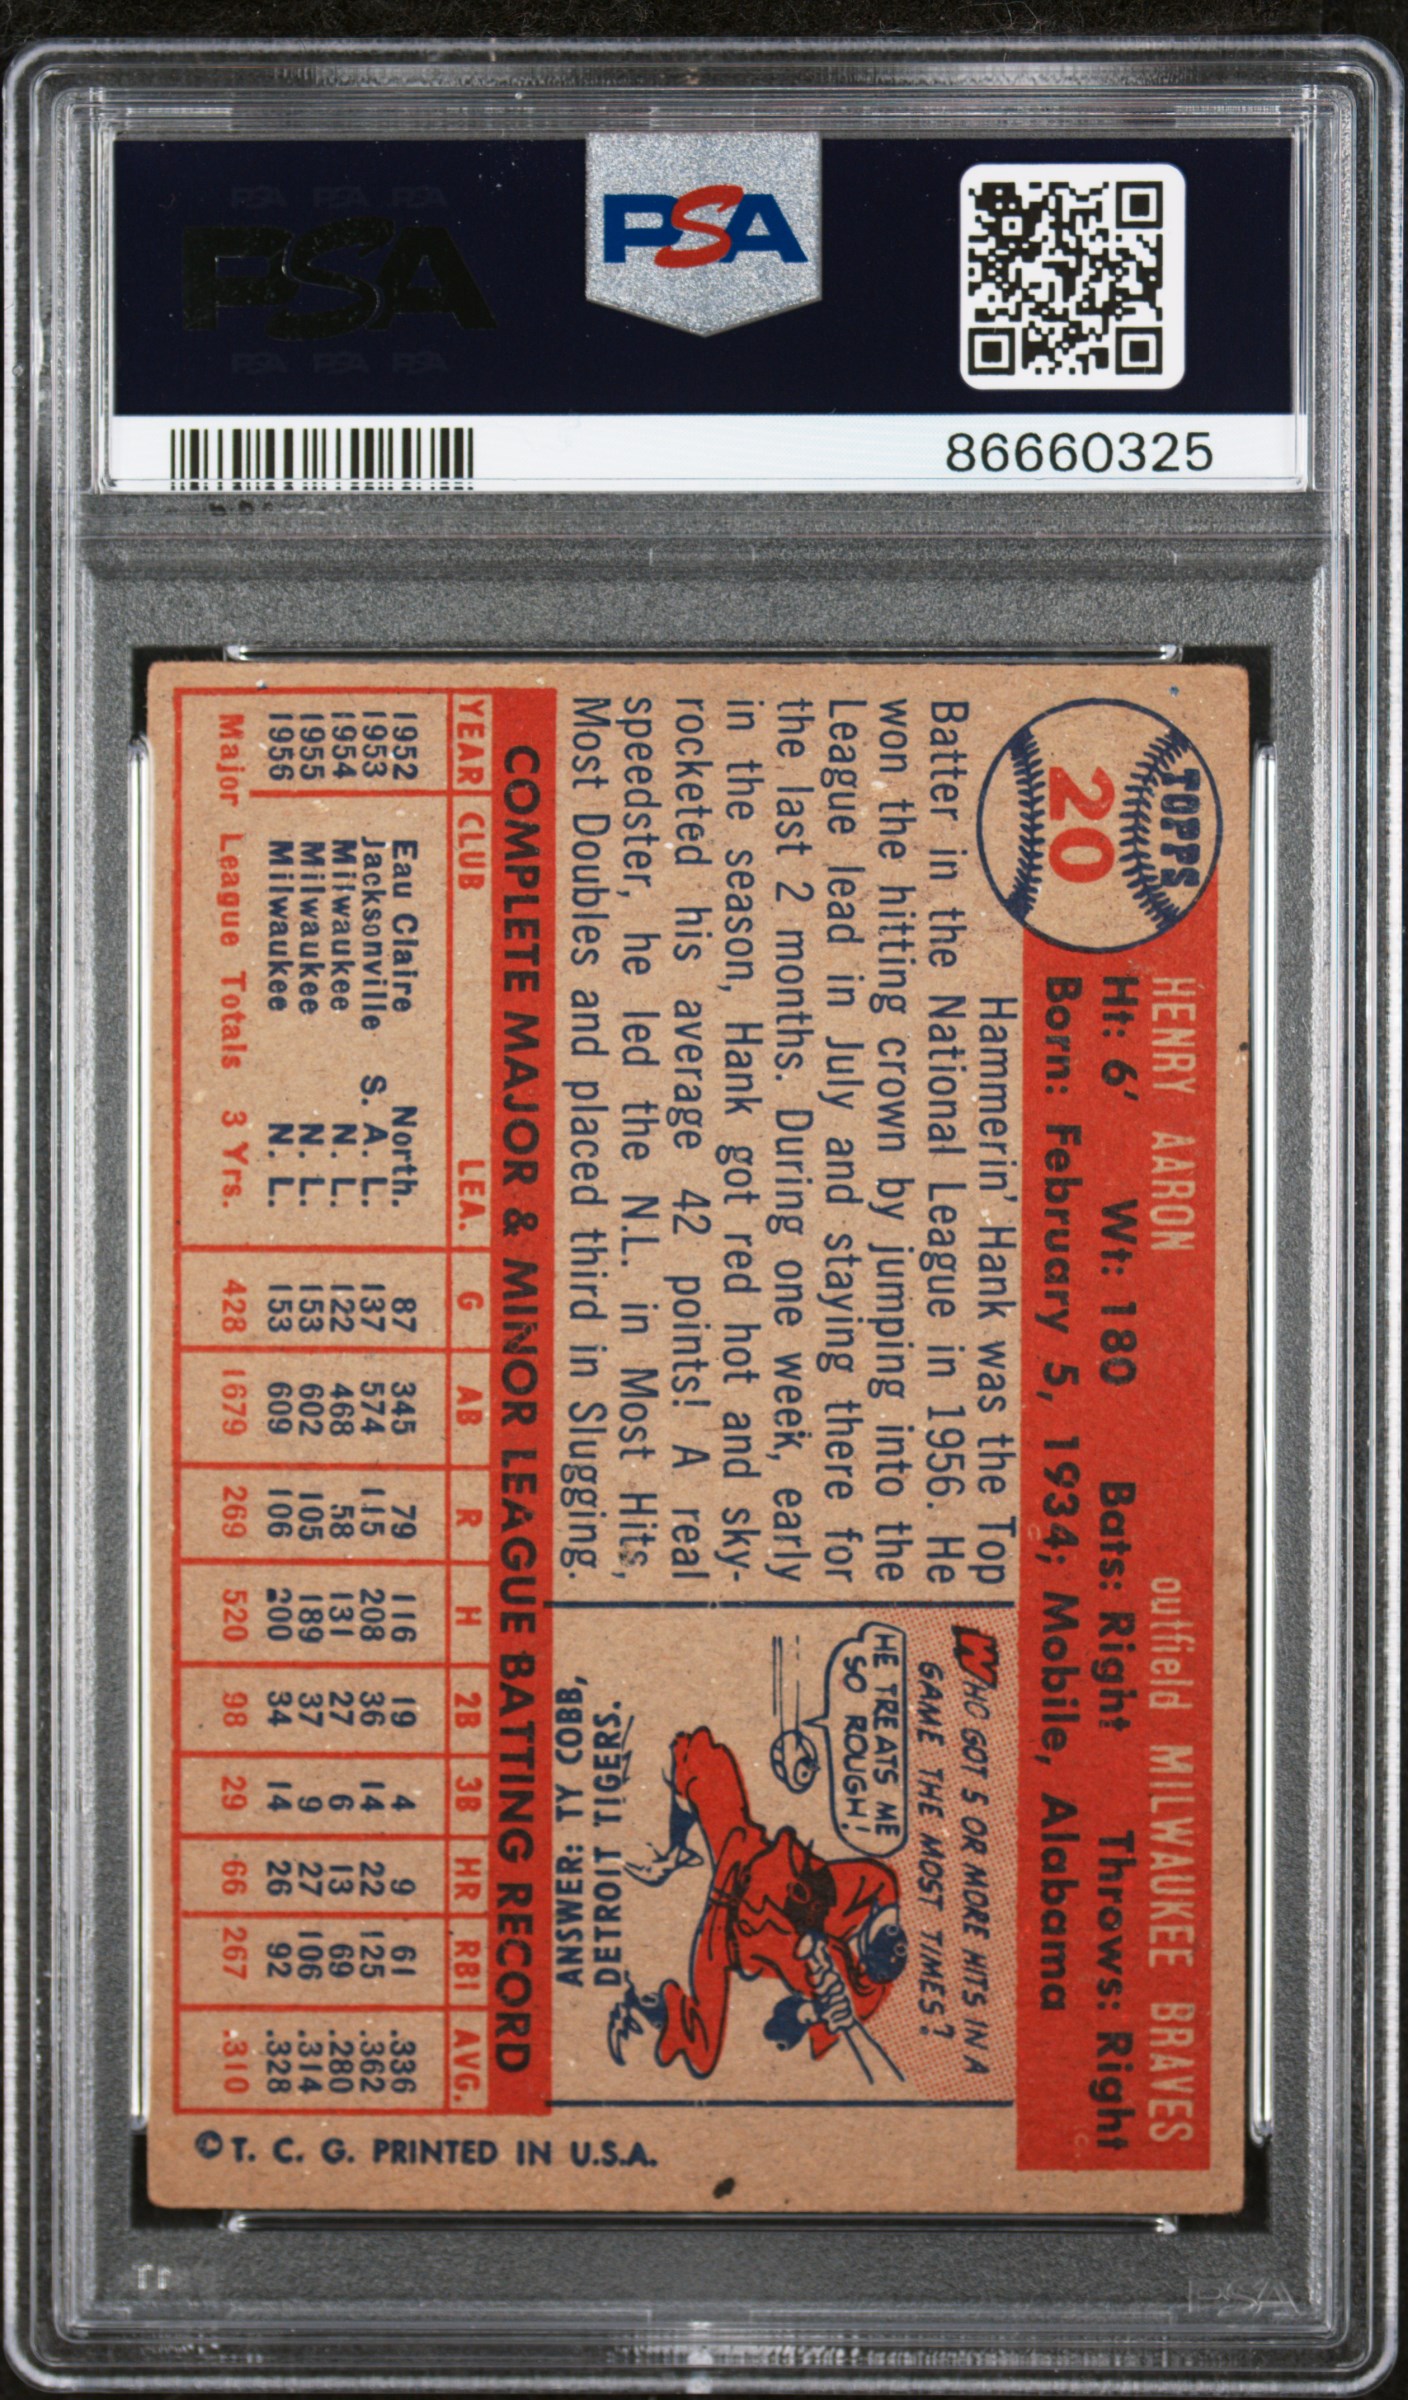 PSA PSA PSA
PSA
PSA PSA PSA
PSA
86660325
TOPPS
20
HENRY AARON outfield MILWAUKEE BRAVES
Ht: 6' Wt: 180 Bats: Right Throws: Right
Born: February 5, 1934; Mobile, Alabama
Hammerin' Hank was the Top
Batter in the National League in 1956. He
won the hitting crown by jumping into the
League lead in July and staying there for
the last 2 months. During one week, early
in the season, Hank got red hot and sky-
rocketed his average 42 points! A real
speedster, he led the N.L. in Most Hits,
Most Doubles and placed third in Slugging.
WHO GOT 5 OR MORE HITS IN A
GAME THE MOST TIMES?
HE TREATS ME
SO ROUGH!
ANSWER: TY COBB,
DETROIT TIGERS.
COMPLETE MAJOR & MINOR LEAGUE BATTING RECORD
YEAR CLUB LEA. G AB R H 2B 3B HR RBI AVG.
1952 Eau Claire North. 87 345 79 116 19 4 9 61 .336
1953 Jacksonville S. A. L. 137 574 115 208 36 14 22 125 .362
1954 Milwaukee N. L. 122 468 58 131 27 6 13 69 .280
1955 Milwaukee N. L. 153 602 105 189 37 9 27 106 .314
1956 Milwaukee N. L. 153 609 106 200 34 14 26 92 .328
Major League Totals 3 Yrs. 428 1679 269 520 98 29 66 267 .310
© T. C. G. PRINTED IN U.S.A.
PSA